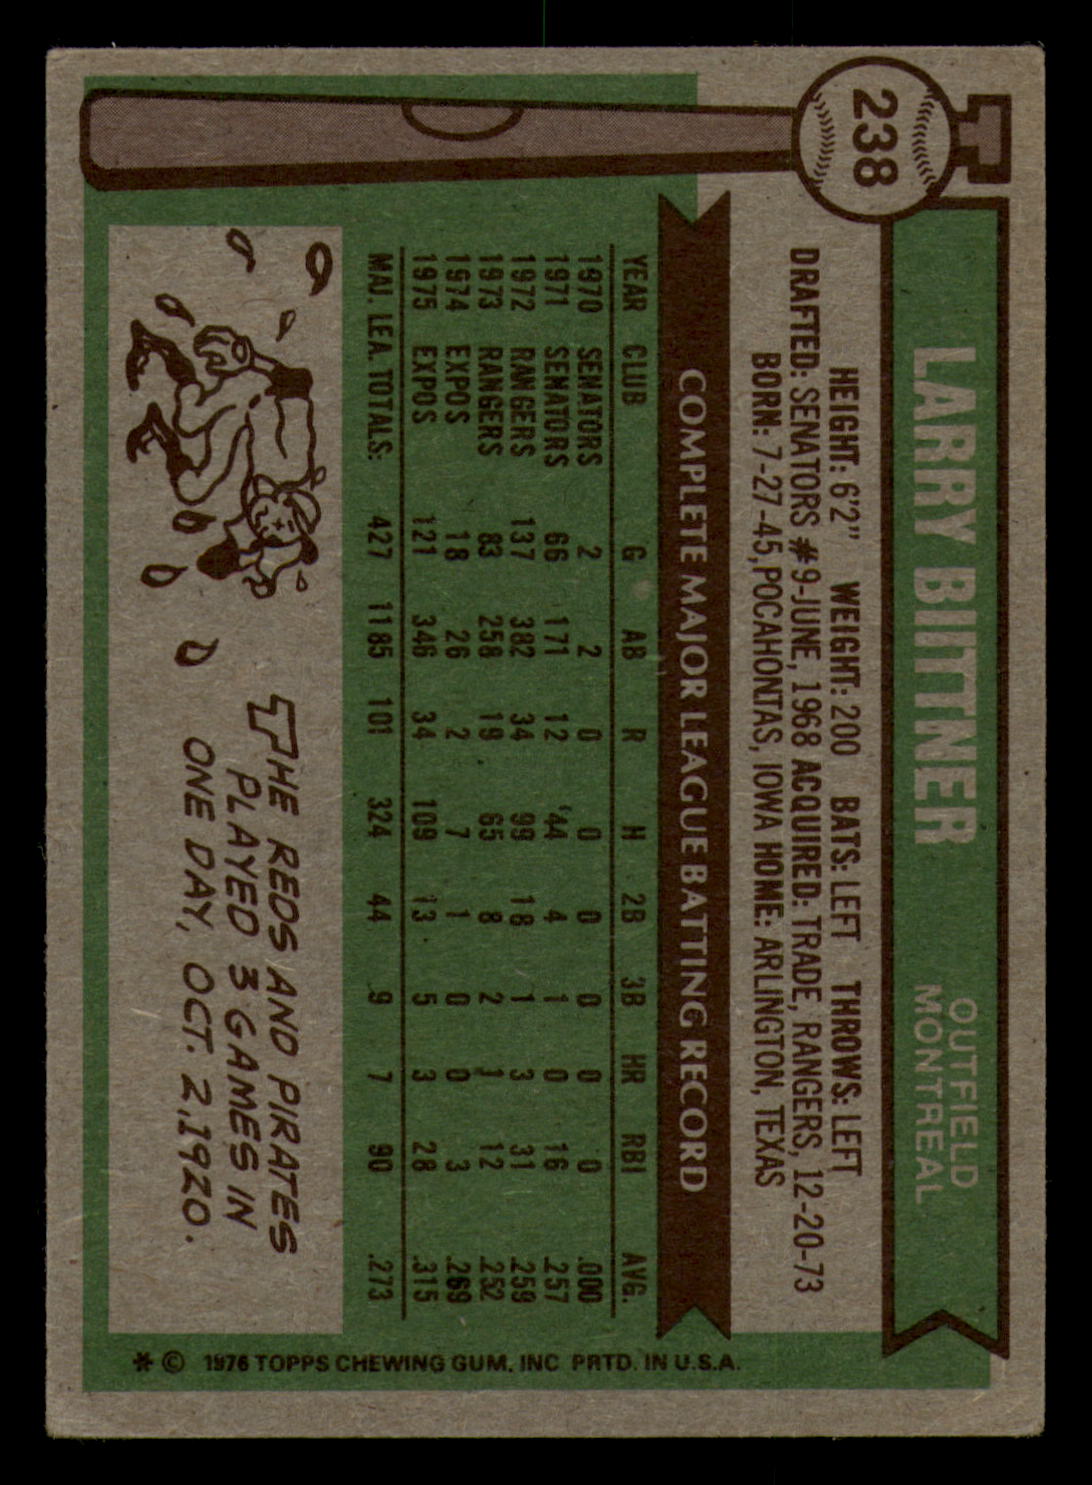 238
LARRY BIITTNER
OUTFIELD
MONTREAL
HEIGHT: 6'2" WEIGHT: 200 BATS: LEFT THROWS: LEFT
DRAFTED: SENATORS #9-JUNE, 1968 ACQUIRED: TRADE, RANGERS, 12-20-73
BORN: 7-27-45, POCAHONTAS, IOWA HOME: ARLINGTON, TEXAS
COMPLETE MAJOR LEAGUE BATTING RECORD
YEAR CLUB G AB R H 2B 3B HR RBI AVG.
1970 SENATORS 2 2 0 0 0 0 0 0 .000
1971 SENATORS 66 171 12 '44 4 1 0 16 .257
1972 RANGERS 137 382 34 99 18 1 3 31 .259
1973 RANGERS 83 258 19 65 8 2 1 12 .252
1974 EXPOS 18 26 2 7 1 0 0 3 .269
1975 EXPOS 121 346 34 109 13 5 3 28 .315
MAJ. LEA. TOTALS: 427 1185 101 324 44 9 7 90 .273
THE REDS AND PIRATES
PLAYED 3 GAMES IN
ONE DAY, OCT. 2, 1920.
* © 1976 TOPPS CHEWING GUM, INC PRTD. IN U.S.A.